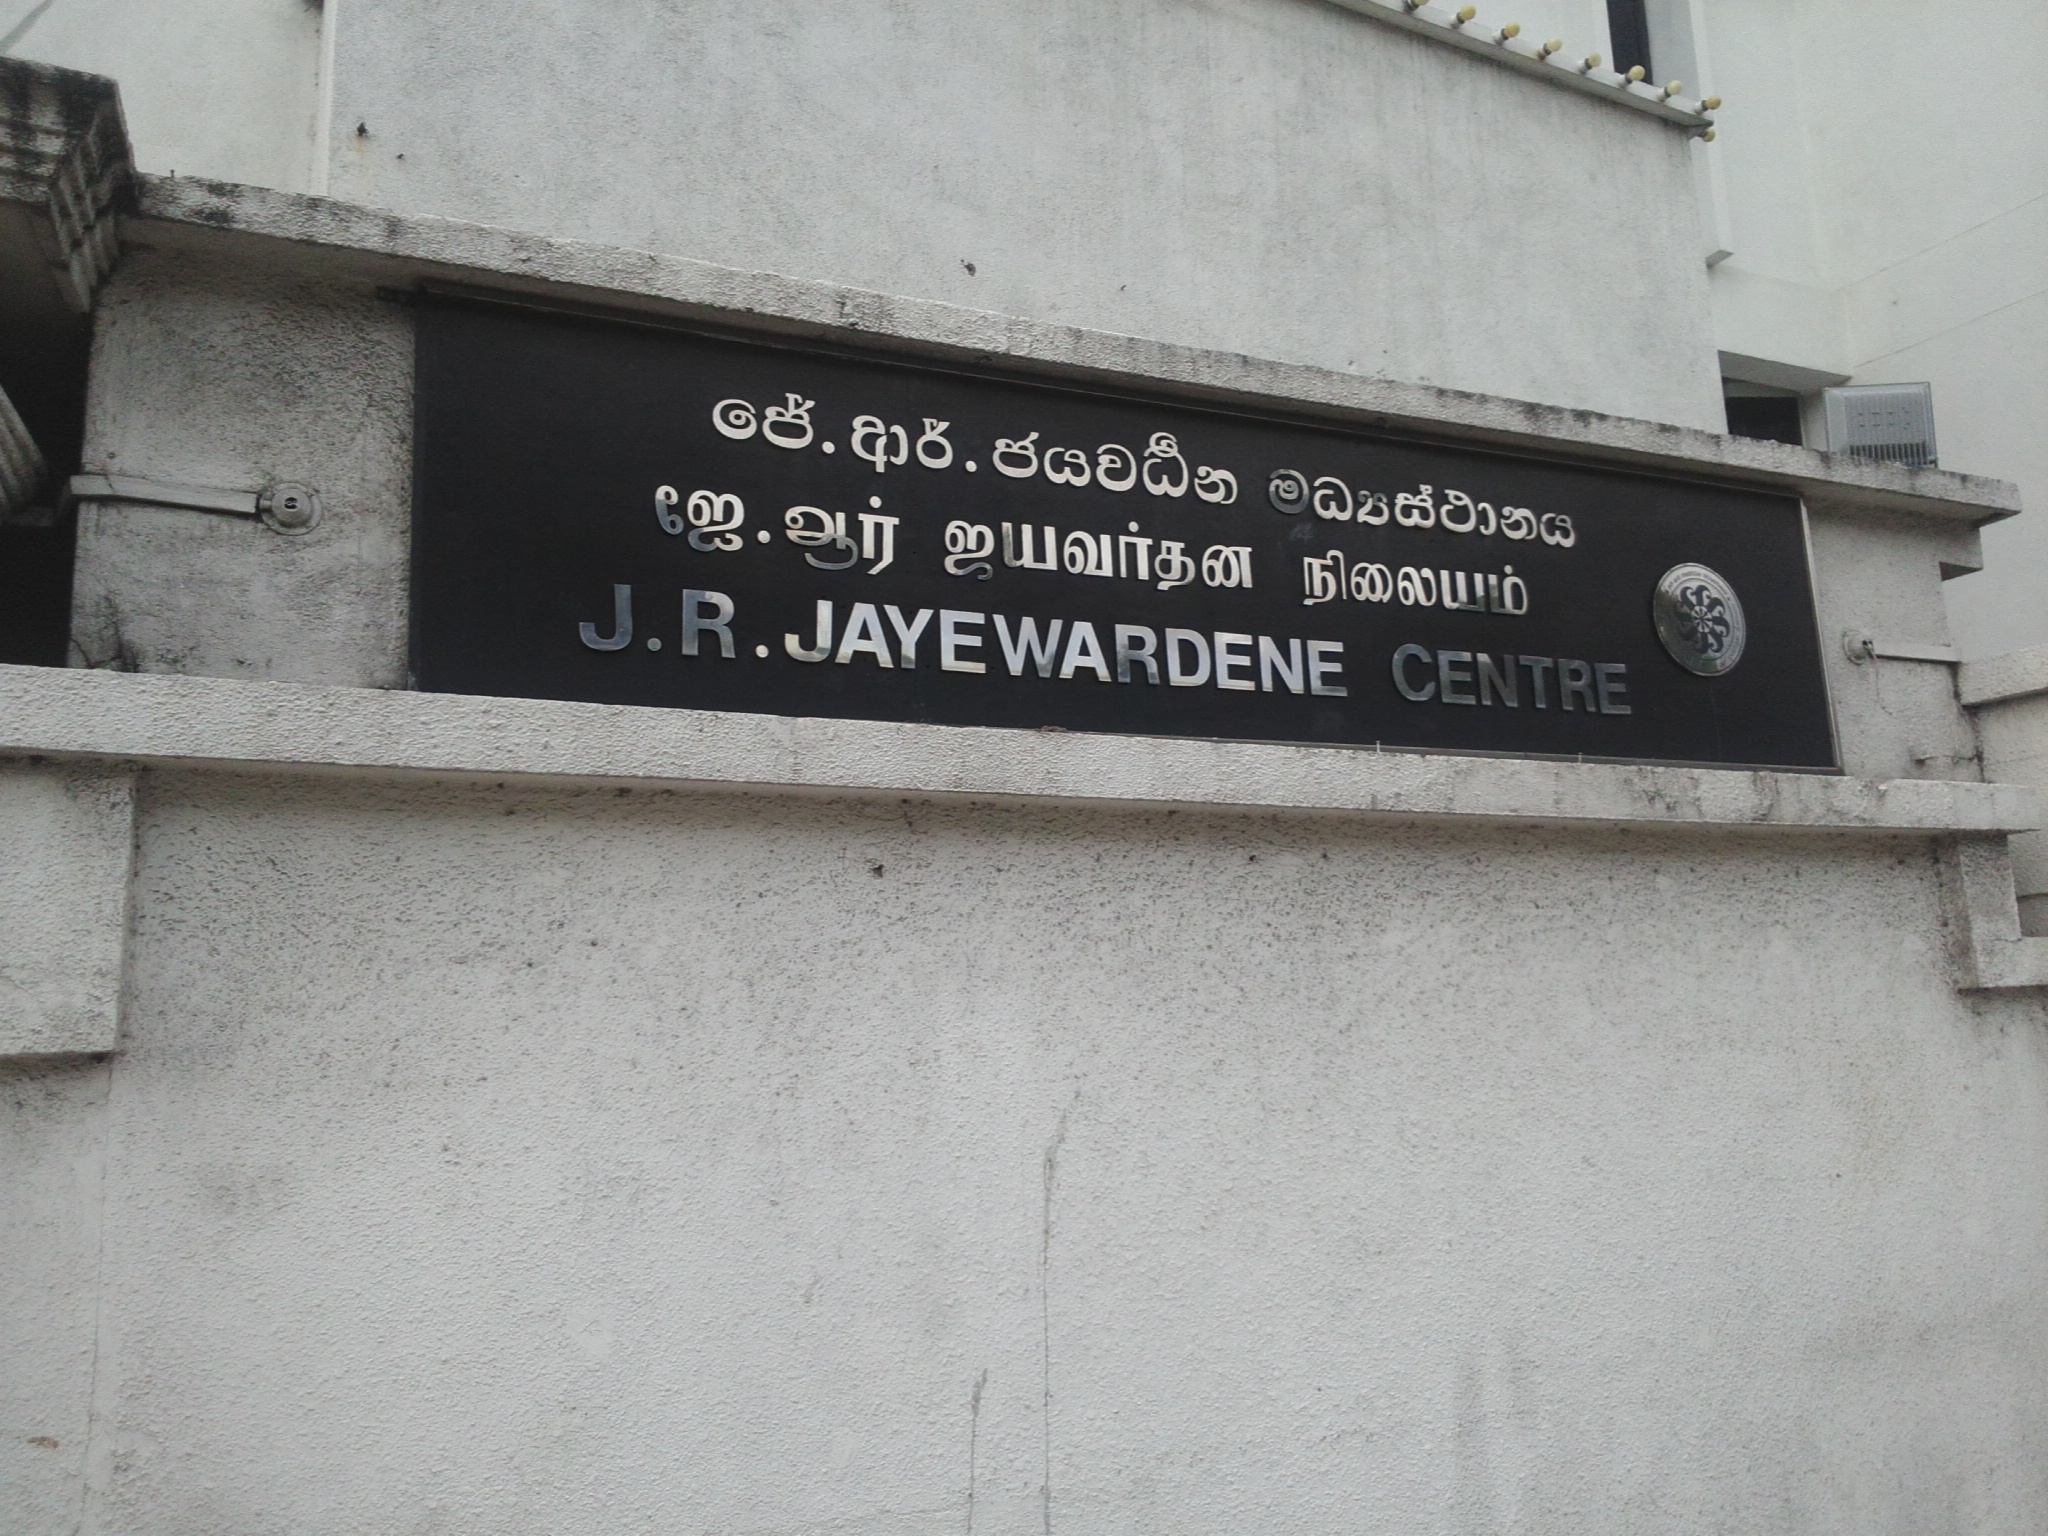 ජේ.ආර්.ජයවර්ධන මධ්‍යස්ථානය
ஜே.ஆர் ஜயவர்தன நிலையம்
J.R.JAYEWARDENE CENTRE